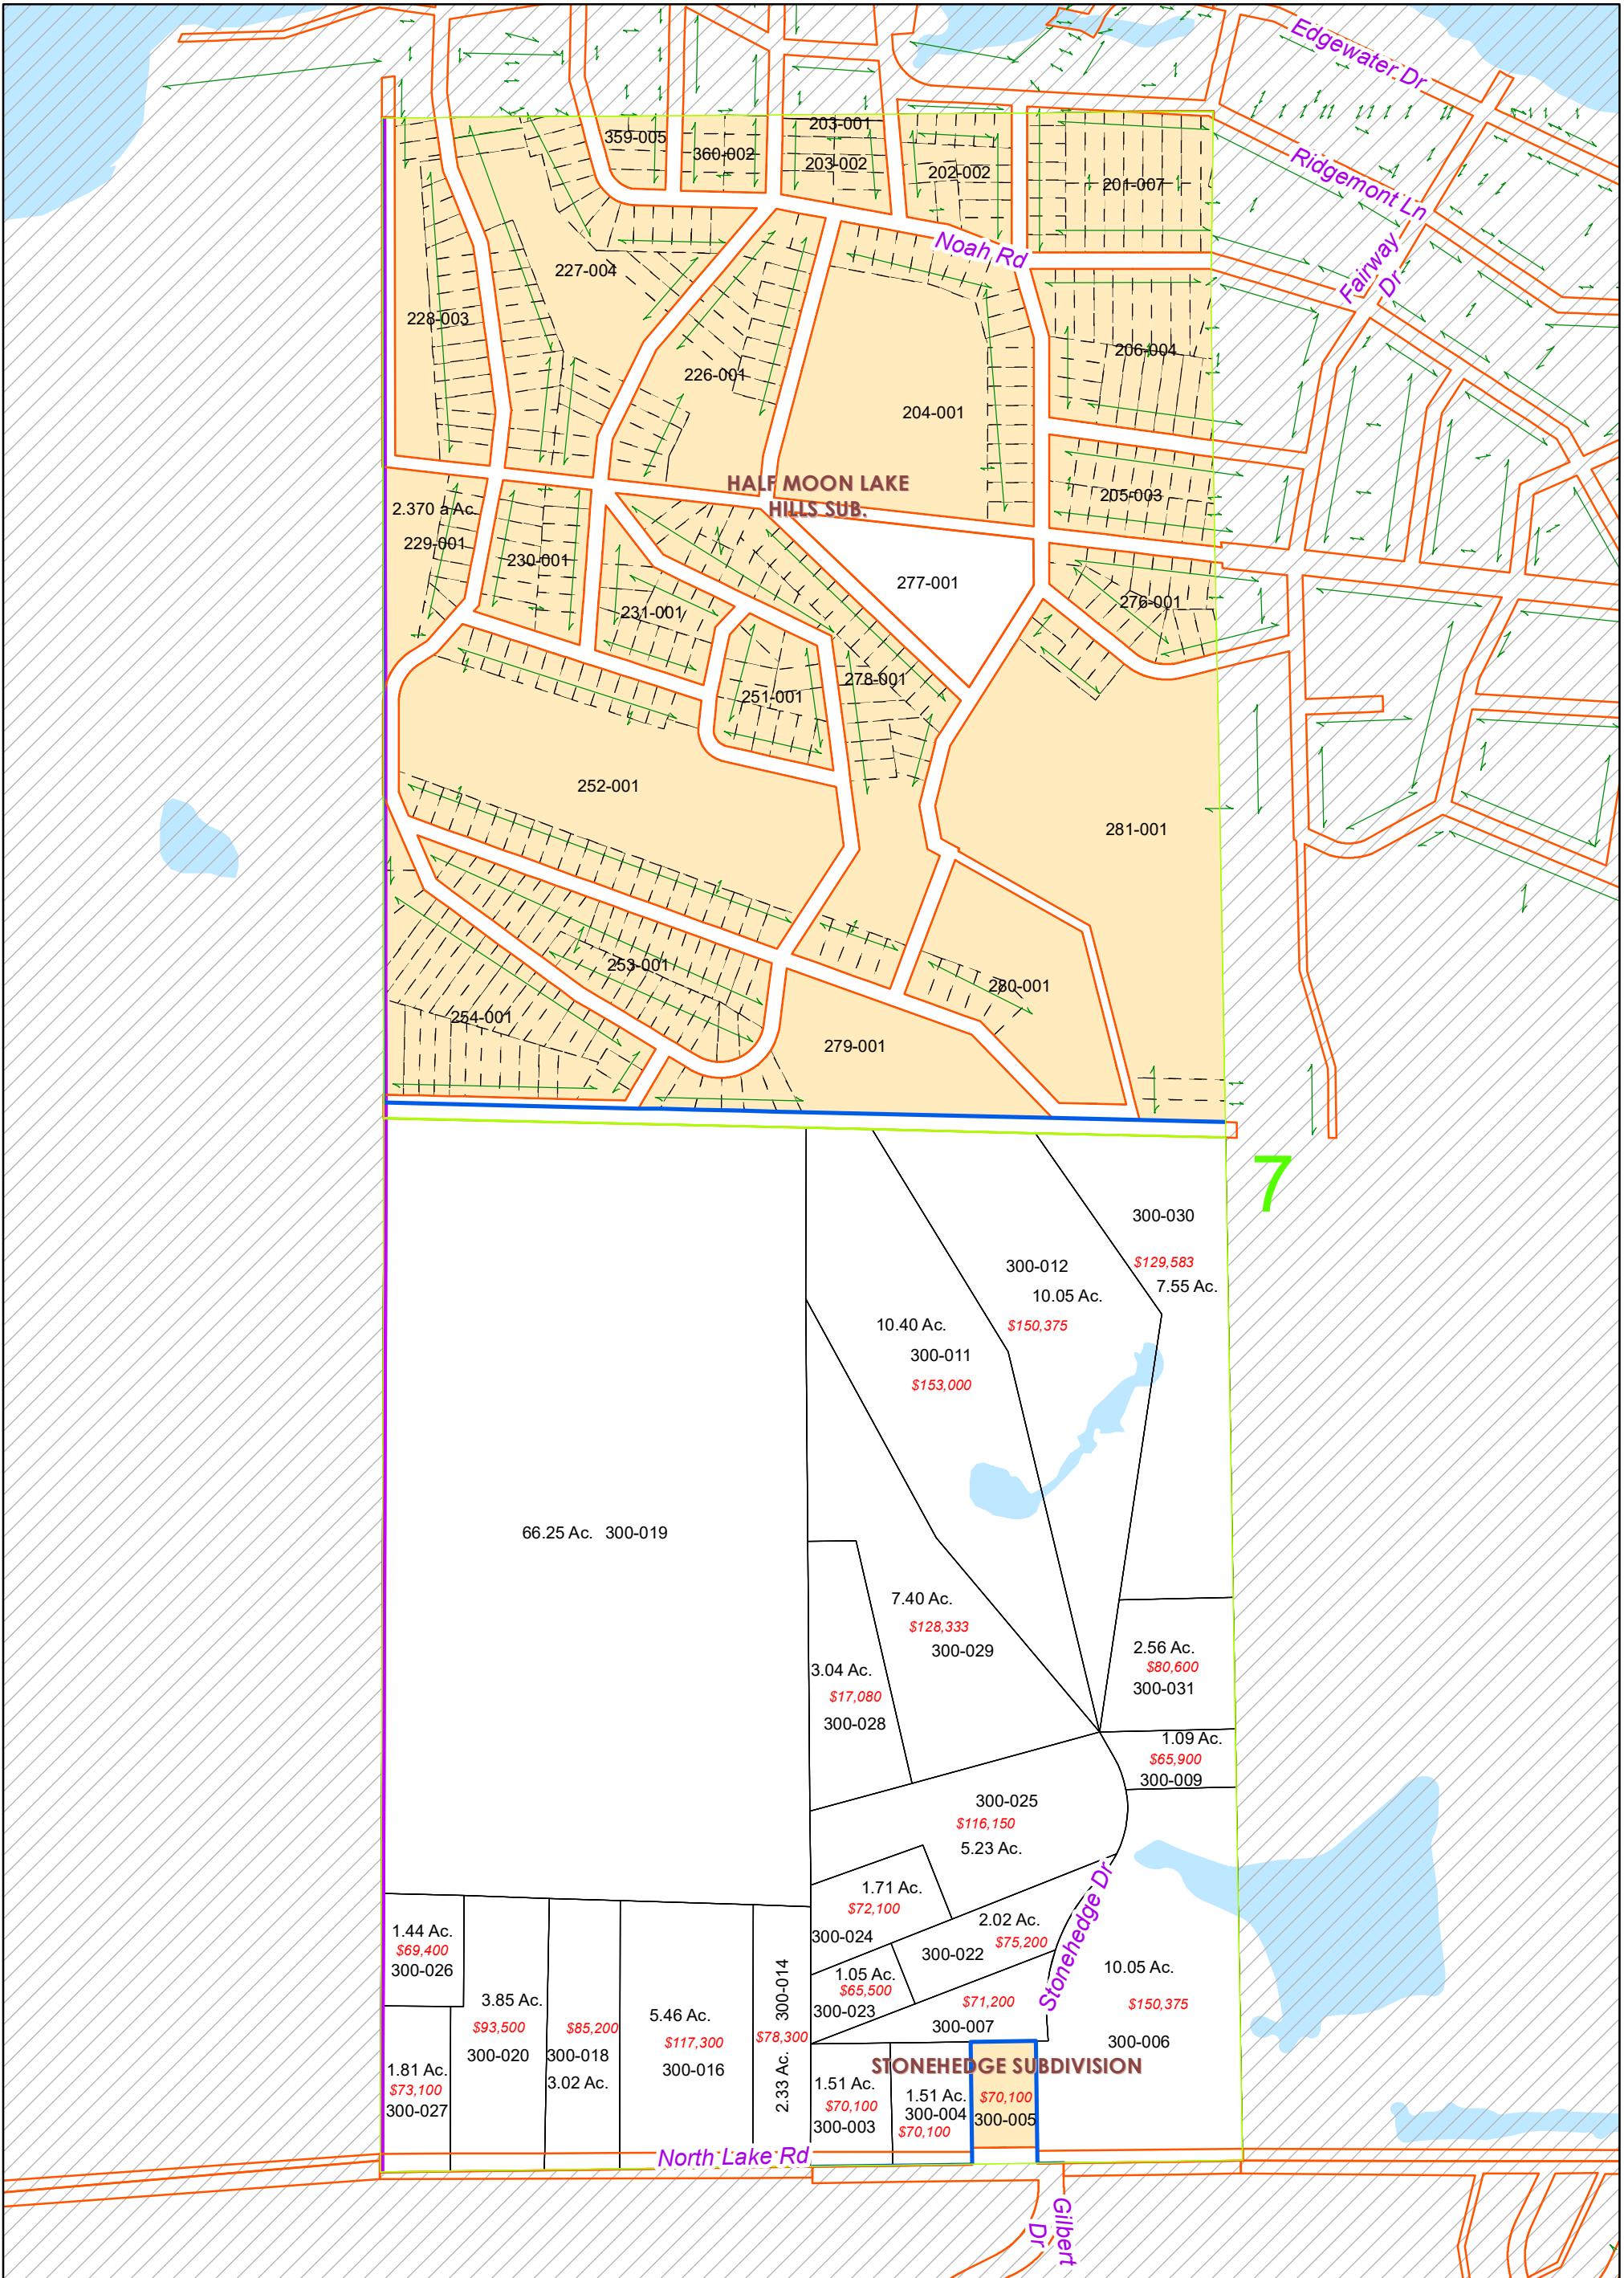 Edgewater Dr
203-001
359-005
360-002
203-002
202-002
201-007
Ridgemont Ln
Noah Rd
Fairway
Dr
227-004
228-003
206-004
226-001
204-001
HALF MOON LAKE
HILLS SUB.
205-003
2.370 a Ac.
229-001
230-001
277-001
276-001
231-001
278-001
251-001
252-001
281-001
253-001
280-001
254-001
279-001
7
300-030
$129,583
7.55 Ac.
300-012
10.05 Ac.
$150,375
10.40 Ac.
300-011
$153,000
66.25 Ac. 300-019
7.40 Ac.
$128,333
300-029
2.56 Ac.
$80,600
300-031
3.04 Ac.
$17,080
300-028
1.09 Ac.
$65,900
300-009
300-025
$116,150
5.23 Ac.
1.71 Ac.
$72,100
300-024
2.02 Ac.
$75,200
300-022
Stonehedge Dr
1.44 Ac.
$69,400
300-026
1.05 Ac.
$65,500
300-023
10.05 Ac.
$150,375
300-006
3.85 Ac.
$93,500
300-020
$85,200
300-018
3.02 Ac.
5.46 Ac.
$117,300
300-016
300-014
$78,300
2.33 Ac.
$71,200
300-007
STONEHEDGE SUBDIVISION
1.81 Ac.
$73,100
300-027
1.51 Ac.
$70,100
300-003
1.51 Ac.
300-004
$70,100
$70,100
300-005
North Lake Rd
Gilbert
Dr